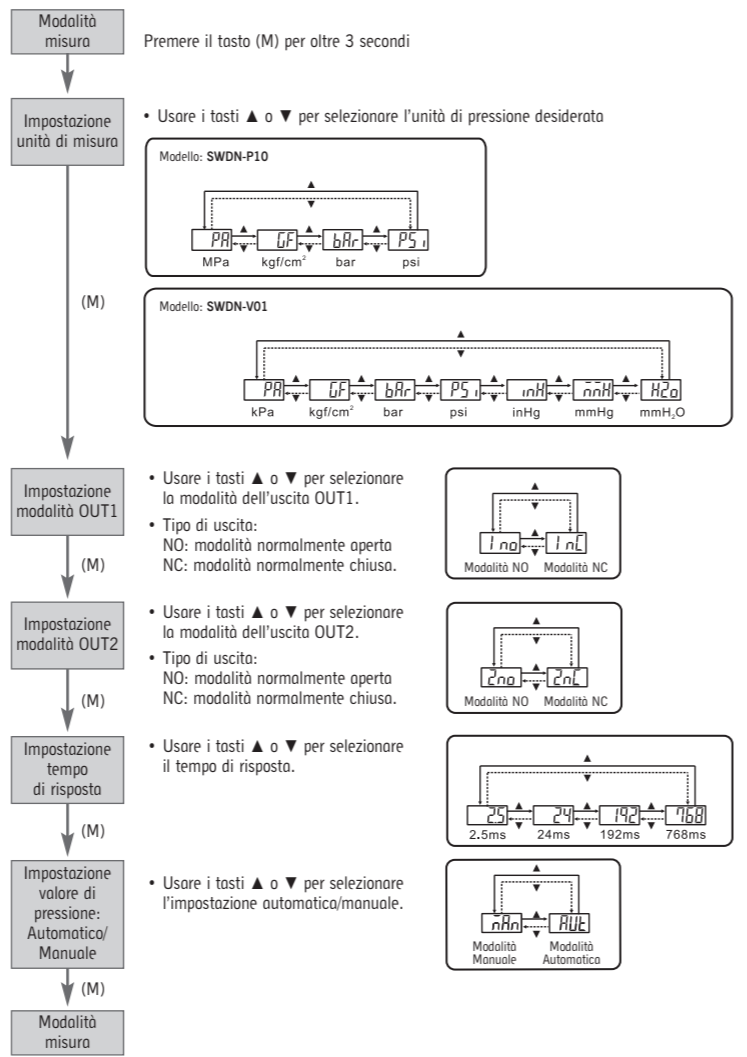 Modalità
misura
Premere il tasto (M) per oltre 3 secondi
Impostazione
unità di misura
• Usare i tasti ▲ o ▼ per selezionare l'unità di pressione desiderata
Modello: SWDN-P10
▲
▼
PA ▲ ▼ GF ▲ ▼ bAr ▲ ▼ PSi
MPa kgf/cm² bar psi
(M)
Modello: SWDN-V01
▲
▼
PA ▲ ▼ GF ▲ ▼ bAr ▲ ▼ PSi ▲ ▼ inH ▲ ▼ mmH ▲ ▼ H2o
kPa kgf/cm² bar psi inHg mmHg mmH₂O
Impostazione
modalità OUT1
• Usare i tasti ▲ o ▼ per selezionare
la modalità dell'uscita OUT1.
• Tipo di uscita:
NO: modalità normalmente aperta
NC: modalità normalmente chiusa.
▲
▼
1no ▲ ▼ 1nC
Modalità NO Modalità NC
(M)
Impostazione
modalità OUT2
• Usare i tasti ▲ o ▼ per selezionare
la modalità dell'uscita OUT2.
• Tipo di uscita:
NO: modalità normalmente aperta
NC: modalità normalmente chiusa.
▲
▼
2no ▲ ▼ 2nC
Modalità NO Modalità NC
(M)
Impostazione
tempo
di risposta
• Usare i tasti ▲ o ▼ per selezionare
il tempo di risposta.
▲
▼
2.5 ▲ ▼ 24 ▲ ▼ 192 ▲ ▼ 768
2.5ms 24ms 192ms 768ms
(M)
Impostazione
valore di
pressione:
Automatico/
Manuale
• Usare i tasti ▲ o ▼ per selezionare
l'impostazione automatica/manuale.
▲
▼
mAn ▲ ▼ AUt
Modalità Modalità
Manuale Automatica
(M)
Modalità
misura